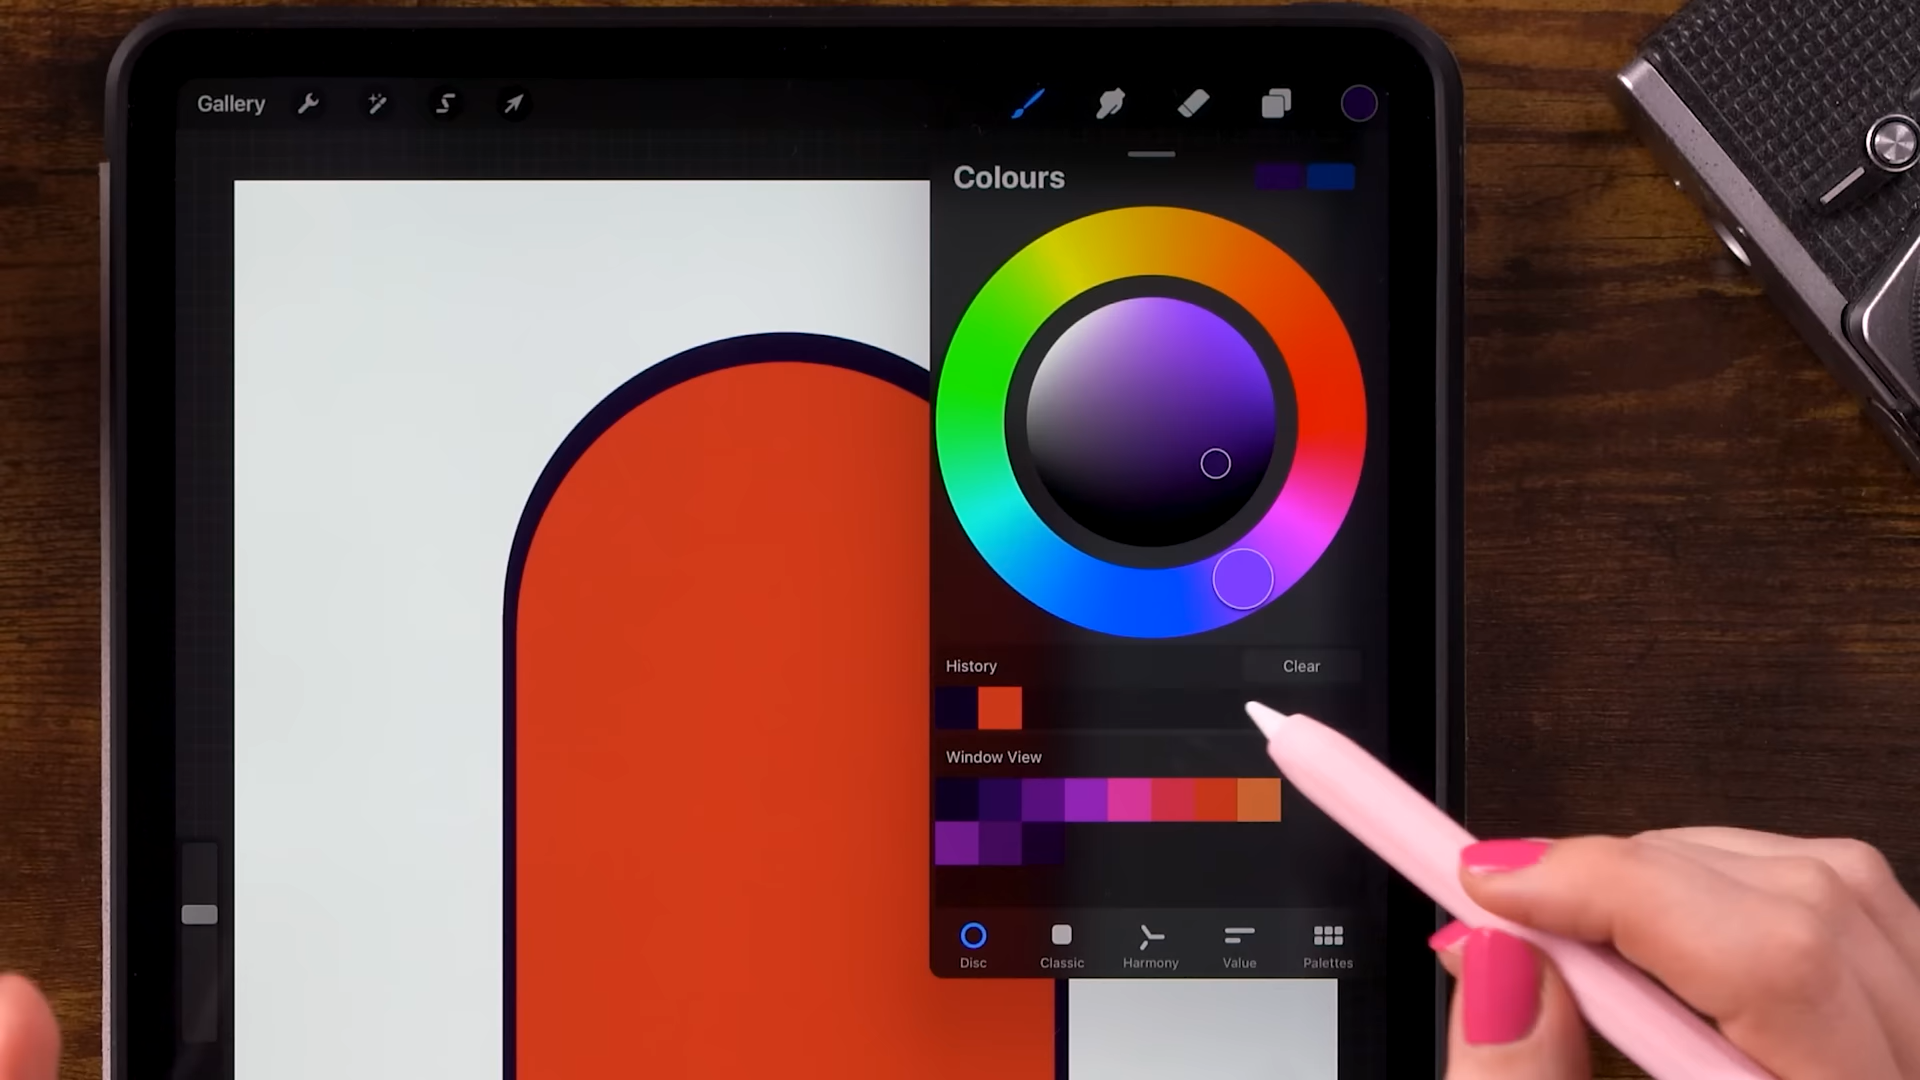 Gallery
Colours
History
Clear
Window View
Disc
Classic
Harmony
Value
Palettes